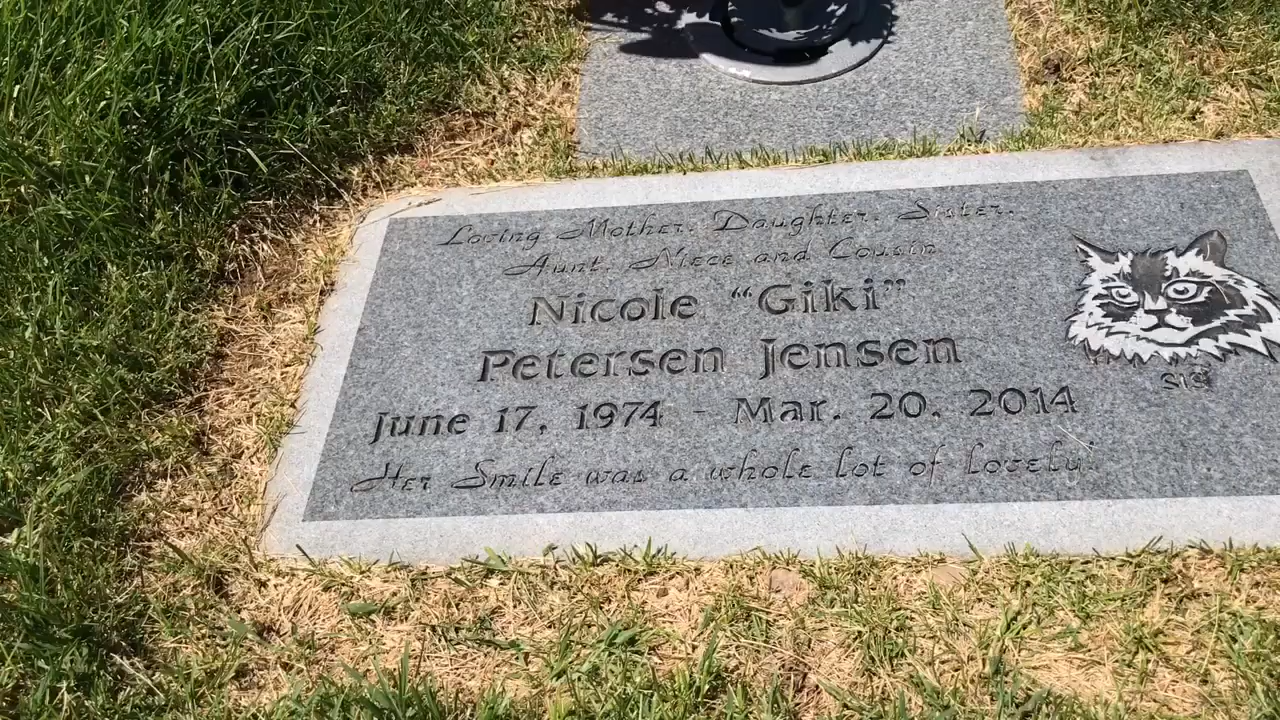 Loving Mother, Daughter, Sister,
Aunt, Niece and Cousin
Nicole “Giki”
Petersen Jensen
June 17, 1974 - Mar. 20, 2014
Her Smile was a whole lot of lovely!
SIS